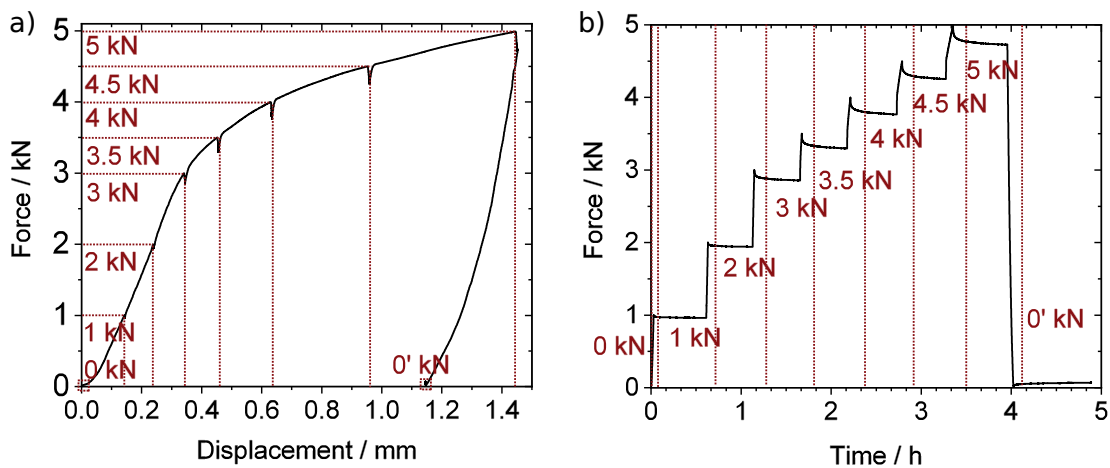 a)
5
4
3
2
1
0
Force / kN
5 kN
4.5 kN
4 kN
3.5 kN
3 kN
2 kN
1 kN
0 kN
0' kN
0.0 0.2 0.4 0.6 0.8 1.0 1.2 1.4
Displacement / mm
b)
5
4
3
2
1
0
Force / kN
0 kN
1 kN
2 kN
3 kN
3.5 kN
4 kN
4.5 kN
5 kN
0' kN
0 1 2 3 4 5
Time / h